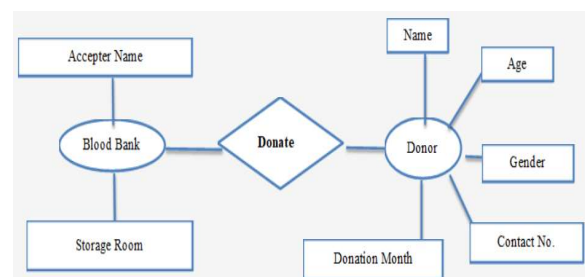 Name
Accepter Name
Age
Blood Bank
Donate
Donor
Gender
Storage Room
Contact No.
Donation Month